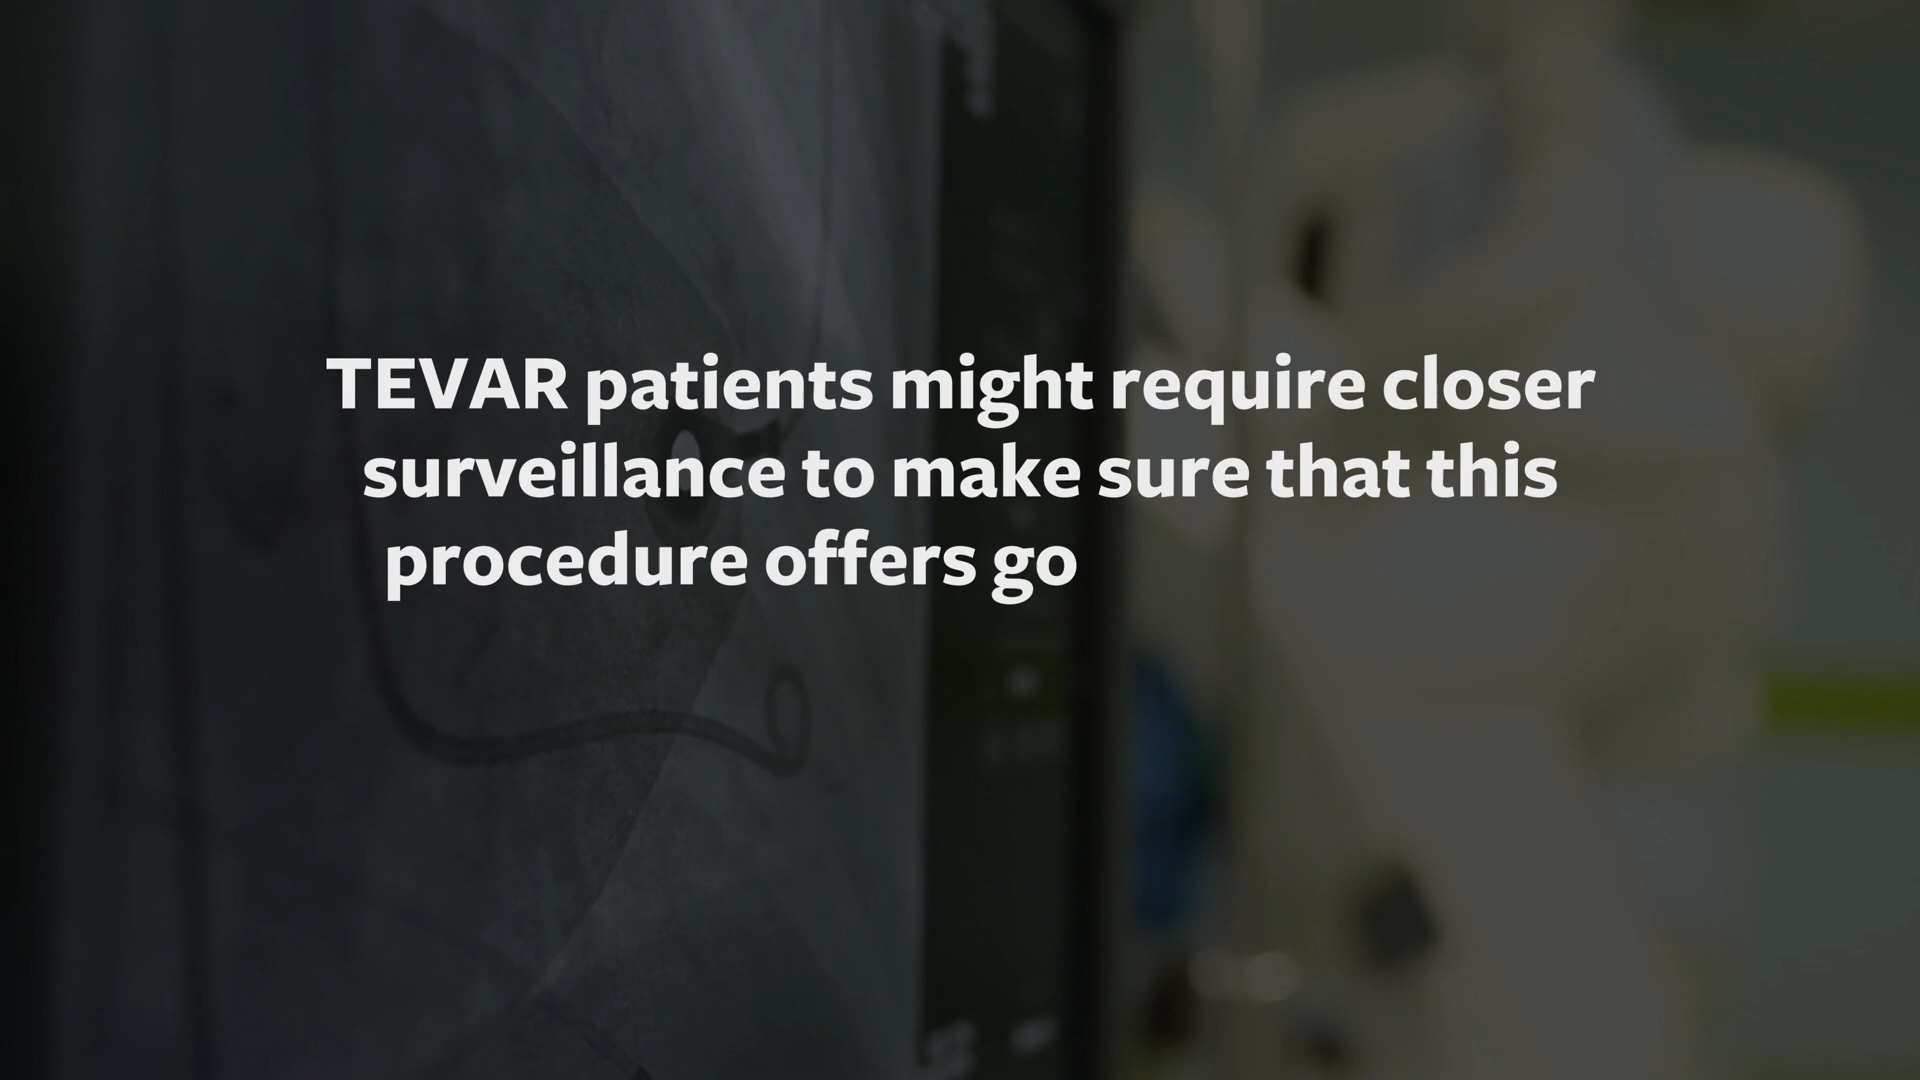 TEVAR patients might require closer
surveillance to make sure that this
procedure offers go